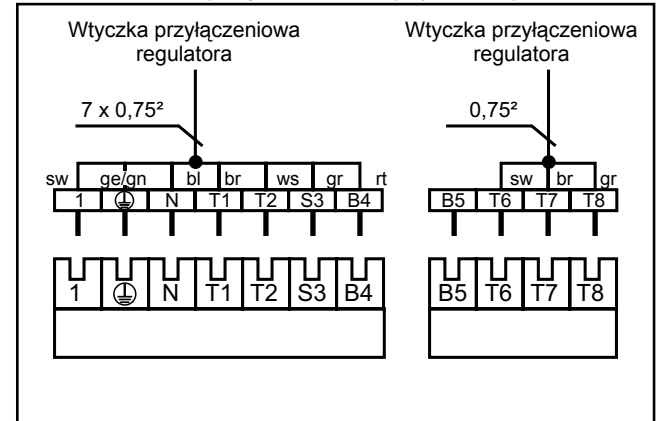 Wtyczka przyłączeniowa
regulatora
7 x 0,75²
sw ge/gn bl br ws gr rt
1 N T1 T2 S3 B4
1 N T1 T2 S3 B4
Wtyczka przyłączeniowa
regulatora
0,75²
sw br gr
B5 T6 T7 T8
B5 T6 T7 T8